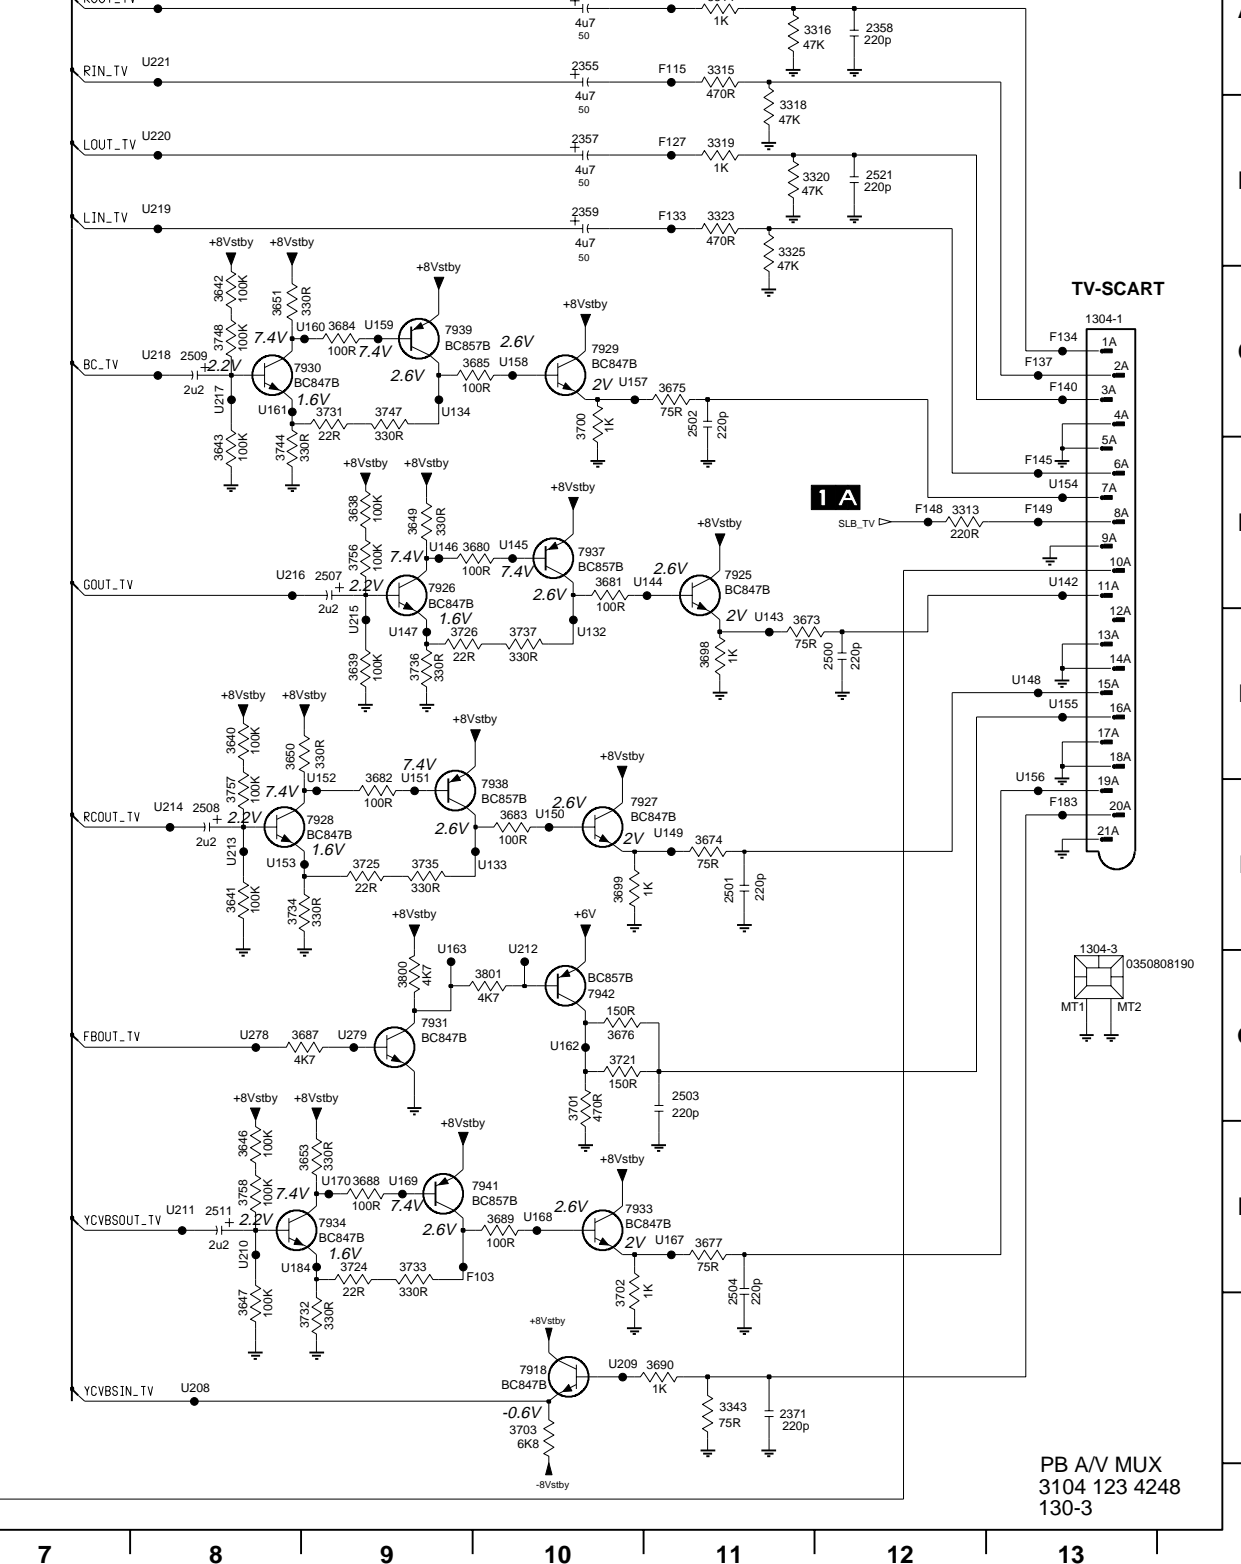 4u7
50
1K
3316
47K
2358
220p
A
RIN_TV
U221
2355
+
4u7
50
F115
3315
470R
3318
47K
LOUT_TV
U220
2357
+
4u7
50
F127
3319
1K
3320
47K
2521
220p
LIN_TV
U219
2359
+
4u7
50
F133
3323
470R
3325
47K
+8Vstby
+8Vstby
3642
100K
3651
330R
3748
100K
7.4V
U160
3684
100R
U159
7.4V
+8Vstby
7939
BC857B
2.6V
2.6V
+8Vstby
7929
BC847B
BC_TV
U218
2509
+
2u2
2.2V
7930
BC847B
1.6V
U217
U161
3643
100K
3744
330R
3731
22R
3747
330R
U134
3685
100R
U158
2V
U157
3675
75R
3700
1K
2502
220p
TV-SCART
1304-1
F134
1A
F137
2A
F140
3A
4A
5A
F145
6A
U154
7A
1 A
SLB_TV
F148
3313
220R
F149
8A
9A
10A
U142
11A
12A
13A
14A
U148
15A
U155
16A
17A
18A
U156
19A
F183
20A
21A
+8Vstby
+8Vstby
3638
100K
3649
330R
3756
100K
7.4V
U146
3680
100R
U145
7.4V
+8Vstby
7937
BC857B
2.6V
2.6V
+8Vstby
7925
BC847B
GOUT_TV
U216
2507
+
2u2
2.2V
7926
BC847B
1.6V
U215
U147
3639
100K
3736
330R
3726
22R
3737
330R
U132
3681
100R
U144
2V
U143
3673
75R
3698
1K
2500
220p
+8Vstby
+8Vstby
3640
100K
3650
330R
3757
100K
7.4V
U152
3682
100R
7.4V
U151
+8Vstby
7938
BC857B
2.6V
2.6V
+8Vstby
7927
BC847B
RCOUT_TV
U214
2508
+
2u2
2.2V
7928
BC847B
1.6V
U213
U153
3641
100K
3734
330R
3725
22R
3735
330R
U133
3683
100R
U150
2V
U149
3674
75R
3699
1K
2501
220p
+8Vstby
3800
4K7
U163
3801
4K7
U212
+6V
BC857B
7942
150R
3676
U162
3721
150R
3701
470R
2503
220p
FBOUT_TV
U278
3687
4K7
U279
7931
BC847B
1304-3
0350808190
MT1
MT2
+8Vstby
+8Vstby
3646
100K
3653
330R
3758
100K
7.4V
U170
3688
100R
U169
7.4V
+8Vstby
7941
BC857B
2.6V
2.6V
+8Vstby
7933
BC847B
YCVBSOUT_TV
U211
2511
+
2u2
2.2V
7934
BC847B
1.6V
U210
U184
3647
100K
3732
330R
3724
22R
3733
330R
F103
3689
100R
U168
2V
U167
3677
75R
3702
1K
2504
220p
+8Vstby
7918
BC847B
U209
3690
1K
YCVBSIN_TV
U208
-0.6V
3703
6K8
-8Vstby
3343
75R
2371
220p
PB A/V MUX
3104 123 4248
130-3
7
8
9
10
11
12
13